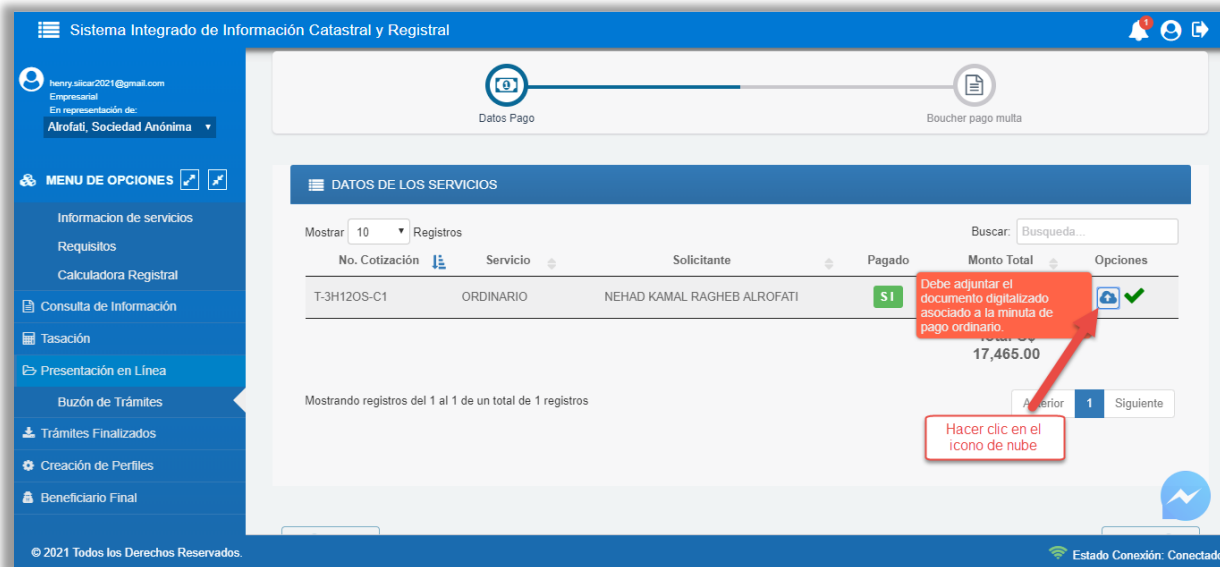 Sistema Integrado de Información Catastral y Registral
1
henry.siicar2021@gmail.com
Empresarial
En representación de:
Alrofati, Sociedad Anónima
MENU DE OPCIONES
Informacion de servicios
Requisitos
Calculadora Registral
Consulta de Información
Tasación
Presentación en Línea
Buzón de Trámites
Trámites Finalizados
Creación de Perfiles
Beneficiario Final
Datos Pago
Boucher pago multa
DATOS DE LOS SERVICIOS
Mostrar 10 Registros
Buscar: Busqueda...
No. Cotización Servicio Solicitante Pagado Monto Total Opciones
T-3H12OS-C1 ORDINARIO NEHAD KAMAL RAGHEB ALROFATI SI
Debe adjuntar el
documento digitalizado
asociado a la minuta de
pago ordinario.
Total C$
17,465.00
Mostrando registros del 1 al 1 de un total de 1 registros
Anterior 1 Siguiente
Hacer clic en el
icono de nube
© 2021 Todos los Derechos Reservados.
Estado Conexión: Conectado